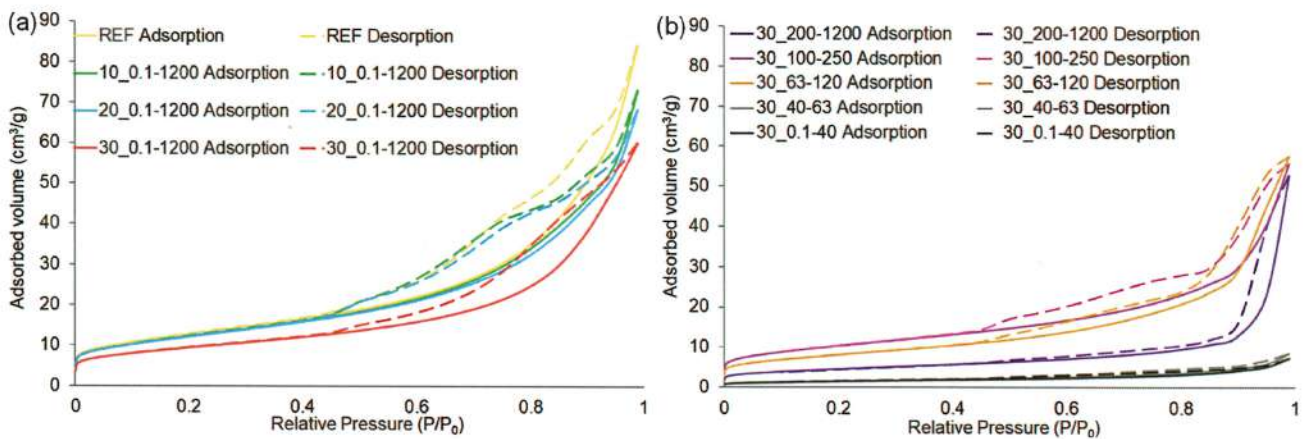 (a)
Adsorbed volume (cm³/g)
90
80
70
60
50
40
30
20
10
0
REF Adsorption
REF Desorption
10_0.1-1200 Adsorption
10_0.1-1200 Desorption
20_0.1-1200 Adsorption
20_0.1-1200 Desorption
30_0.1-1200 Adsorption
30_0.1-1200 Desorption
0 0.2 0.4 0.6 0.8 1
Relative Pressure (P/P₀)
(b)
Adsorbed volume (cm³/g)
90
80
70
60
50
40
30
20
10
0
30_200-1200 Adsorption
30_200-1200 Desorption
30_100-250 Adsorption
30_100-250 Desorption
30_63-120 Adsorption
30_63-120 Desorption
30_40-63 Adsorption
30_40-63 Desorption
30_0.1-40 Adsorption
30_0.1-40 Desorption
0 0.2 0.4 0.6 0.8 1
Relative Pressure (P/P₀)